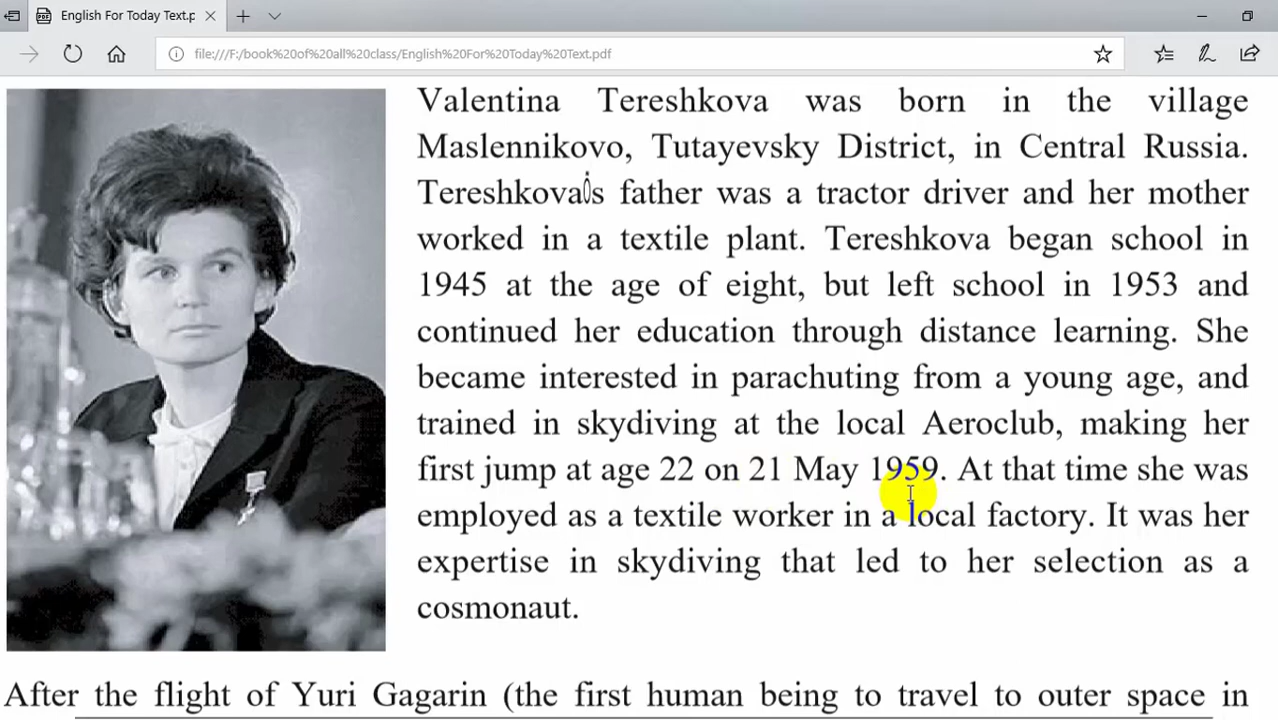 English For Today Text.p
file:///F:/book%20of%20all%20class/English%20For%20Today%20Text.pdf
Valentina Tereshkova was born in the village
Maslennikovo, Tutayevsky District, in Central Russia.
Tereshkova's father was a tractor driver and her mother
worked in a textile plant. Tereshkova began school in
1945 at the age of eight, but left school in 1953 and
continued her education through distance learning. She
became interested in parachuting from a young age, and
trained in skydiving at the local Aeroclub, making her
first jump at age 22 on 21 May 1959. At that time she was
employed as a textile worker in a local factory. It was her
expertise in skydiving that led to her selection as a
cosmonaut.
After the flight of Yuri Gagarin (the first human being to travel to outer space in